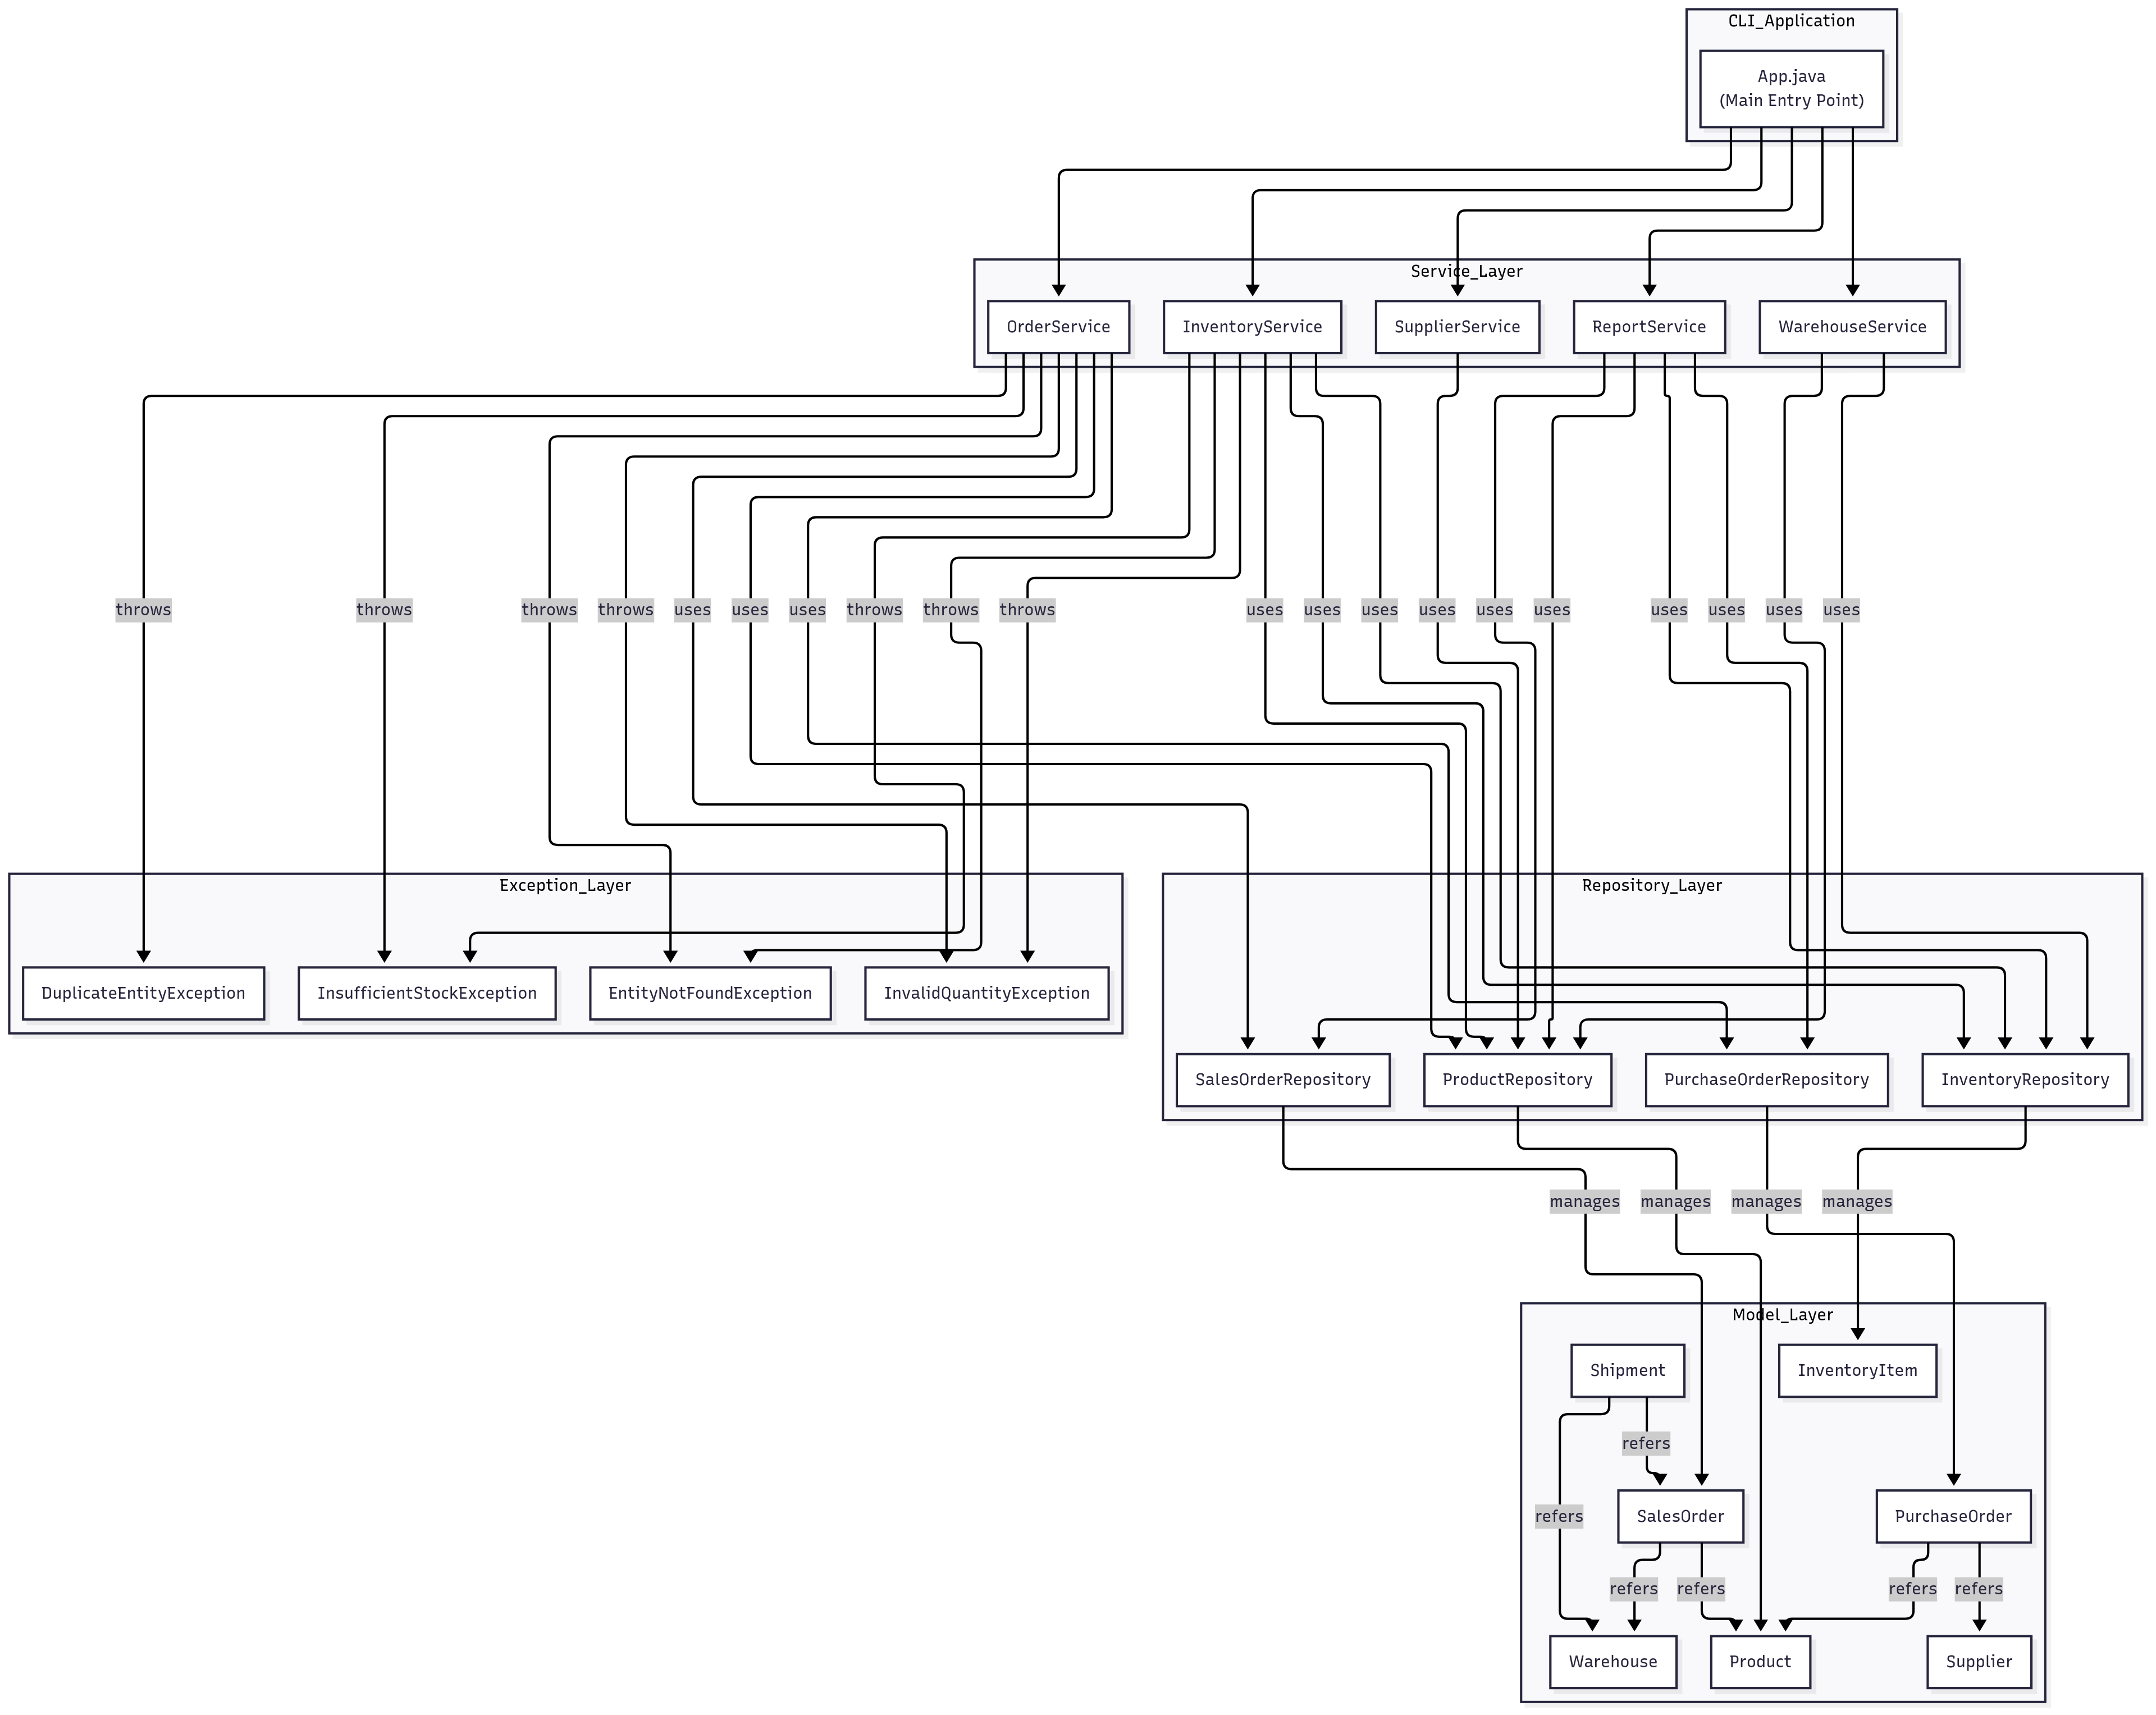 CLI_Application
App.java
(Main Entry Point)
Service_Layer
OrderService
InventoryService
SupplierService
ReportService
WarehouseService
throws
throws
throws
throws
uses
uses
uses
throws
throws
throws
uses
uses
uses
uses
uses
uses
uses
uses
uses
uses
Exception_Layer
DuplicateEntityException
InsufficientStockException
EntityNotFoundException
InvalidQuantityException
Repository_Layer
SalesOrderRepository
ProductRepository
PurchaseOrderRepository
InventoryRepository
manages
manages
manages
manages
Model_Layer
Shipment
InventoryItem
refers
refers
SalesOrder
PurchaseOrder
refers
refers
refers
refers
Warehouse
Product
Supplier